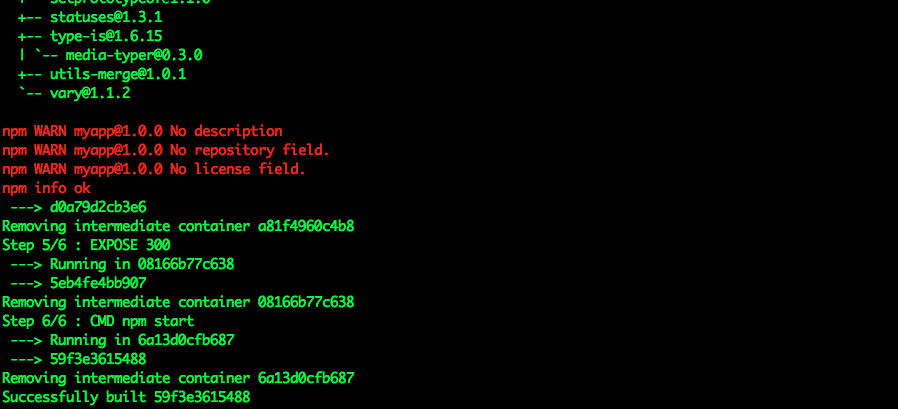 +-- statuses@1.3.1
+-- type-is@1.6.15
| `-- media-typer@0.3.0
+-- utils-merge@1.0.1
`-- vary@1.1.2
npm WARN myapp@1.0.0 No description
npm WARN myapp@1.0.0 No repository field.
npm WARN myapp@1.0.0 No license field.
npm info ok
---> d0a79d2cb3e6
Removing intermediate container a81f4960c4b8
Step 5/6 : EXPOSE 300
---> Running in 08166b77c638
---> 5eb4fe4bb907
Removing intermediate container 08166b77c638
Step 6/6 : CMD npm start
---> Running in 6a13d0cfb687
---> 59f3e3615488
Removing intermediate container 6a13d0cfb687
Successfully built 59f3e3615488